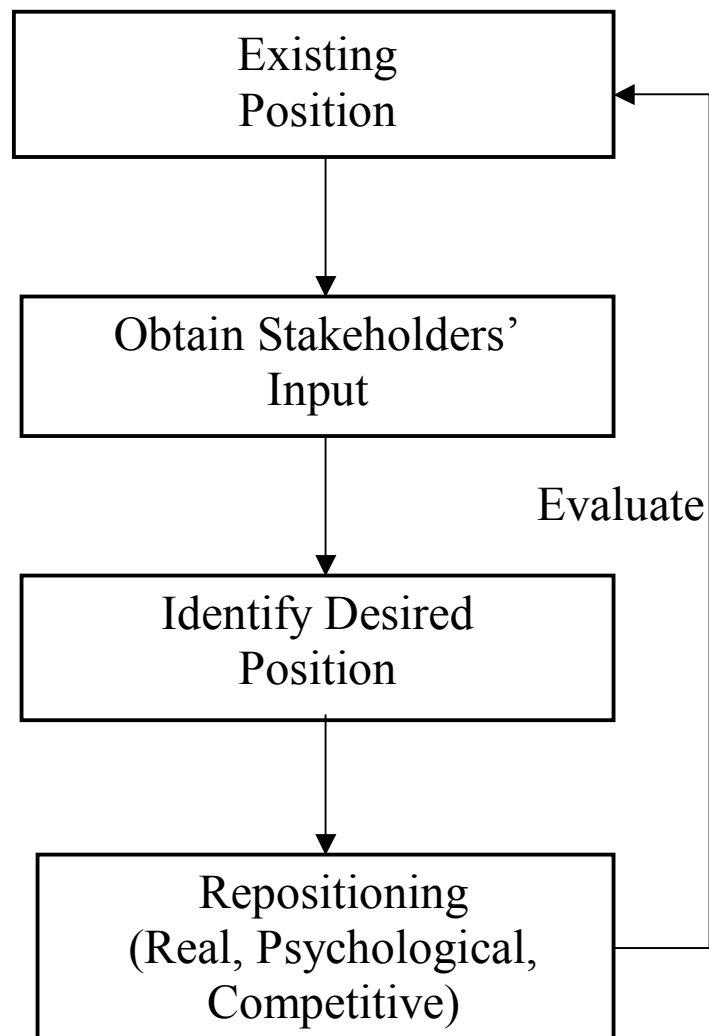 Existing
Position
Obtain Stakeholders’
Input
Evaluate
Identify Desired
Position
Repositioning
(Real, Psychological,
Competitive)